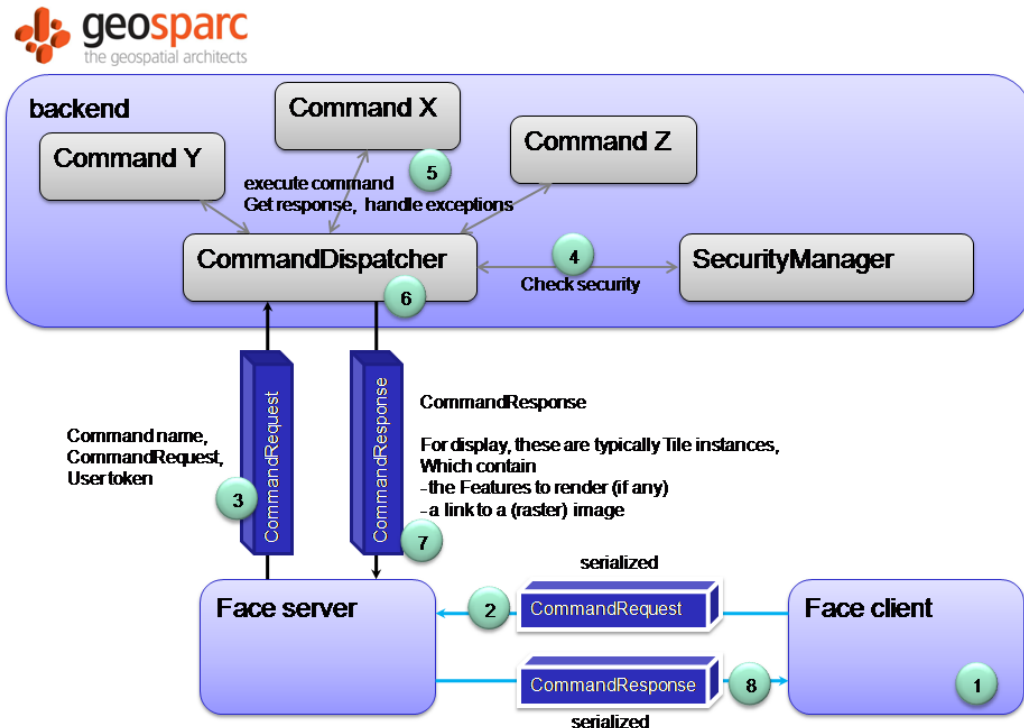 geosparc
the geospatial architects
backend
Command X
Command Y
Command Z
5
execute command
Get response, handle exceptions
CommandDispatcher
4
SecurityManager
Check security
6
CommandRequest
CommandResponse
Command name,
CommandRequest,
User token
3
CommandResponse
For display, these are typically Tile instances,
Which contain
-the Features to render (if any)
-a link to a (raster) image
7
serialized
Face server
2
CommandRequest
Face client
CommandResponse
8
1
serialized